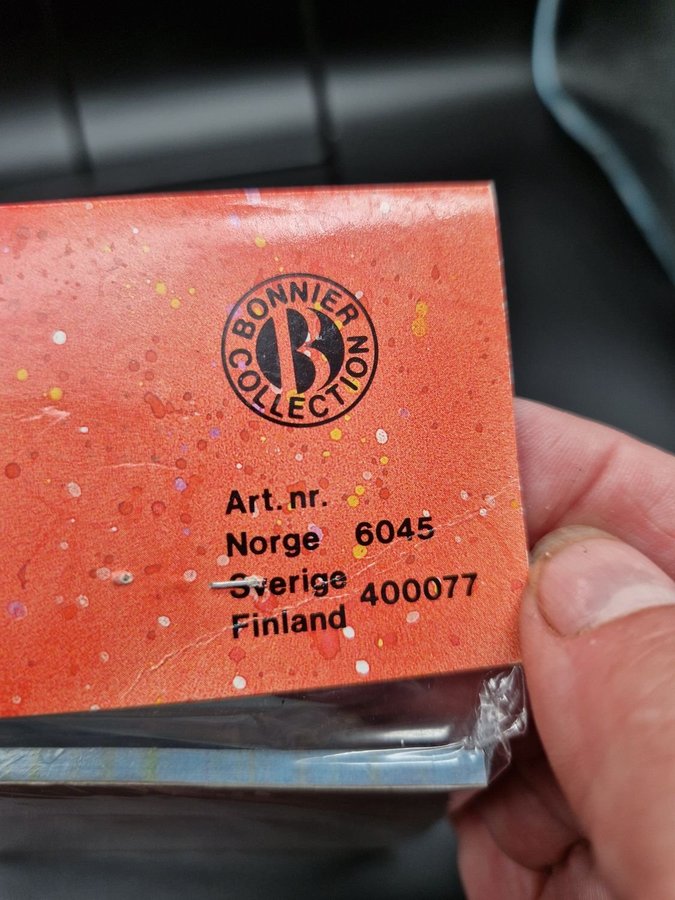 BONNIER
B
COLLECTION
Art. nr.
Norge 6045
Sverige 400077
Finland